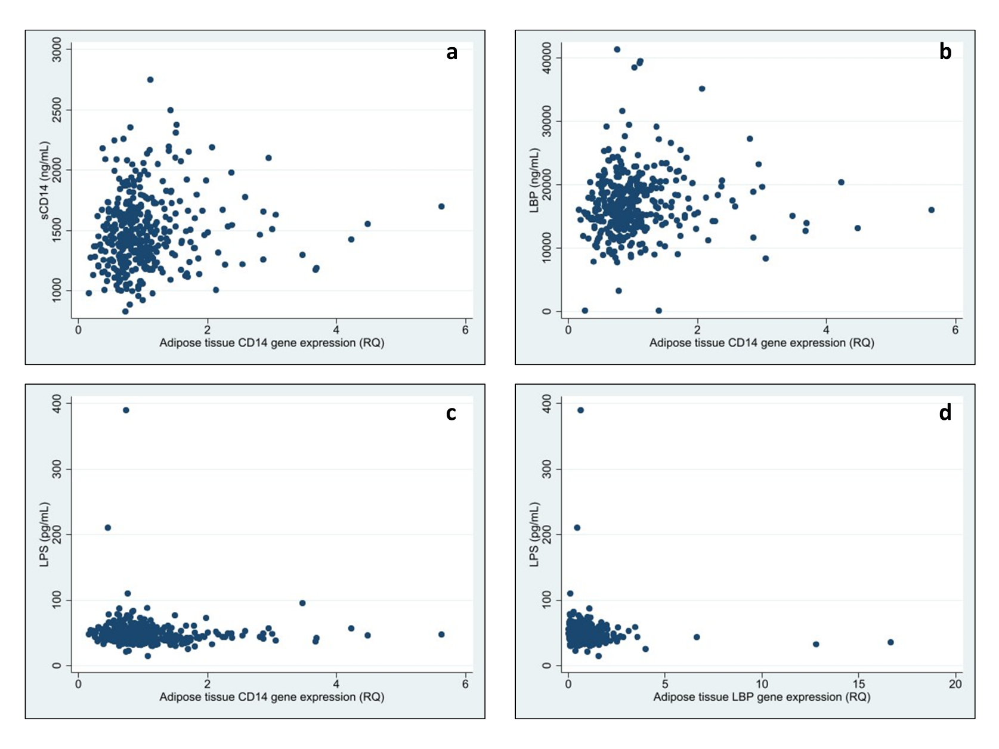 a
3000
2500
2000
1500
1000
sCD14 (ng/mL)
0 2 4 6
Adipose tissue CD14 gene expression (RQ)
b
40000
30000
20000
10000
0
LBP (ng/mL)
0 2 4 6
Adipose tissue CD14 gene expression (RQ)
c
400
300
200
100
0
LPS (pg/mL)
0 2 4 6
Adipose tissue CD14 gene expression (RQ)
d
400
300
200
100
0
LPS (pg/mL)
0 5 10 15 20
Adipose tissue LBP gene expression (RQ)